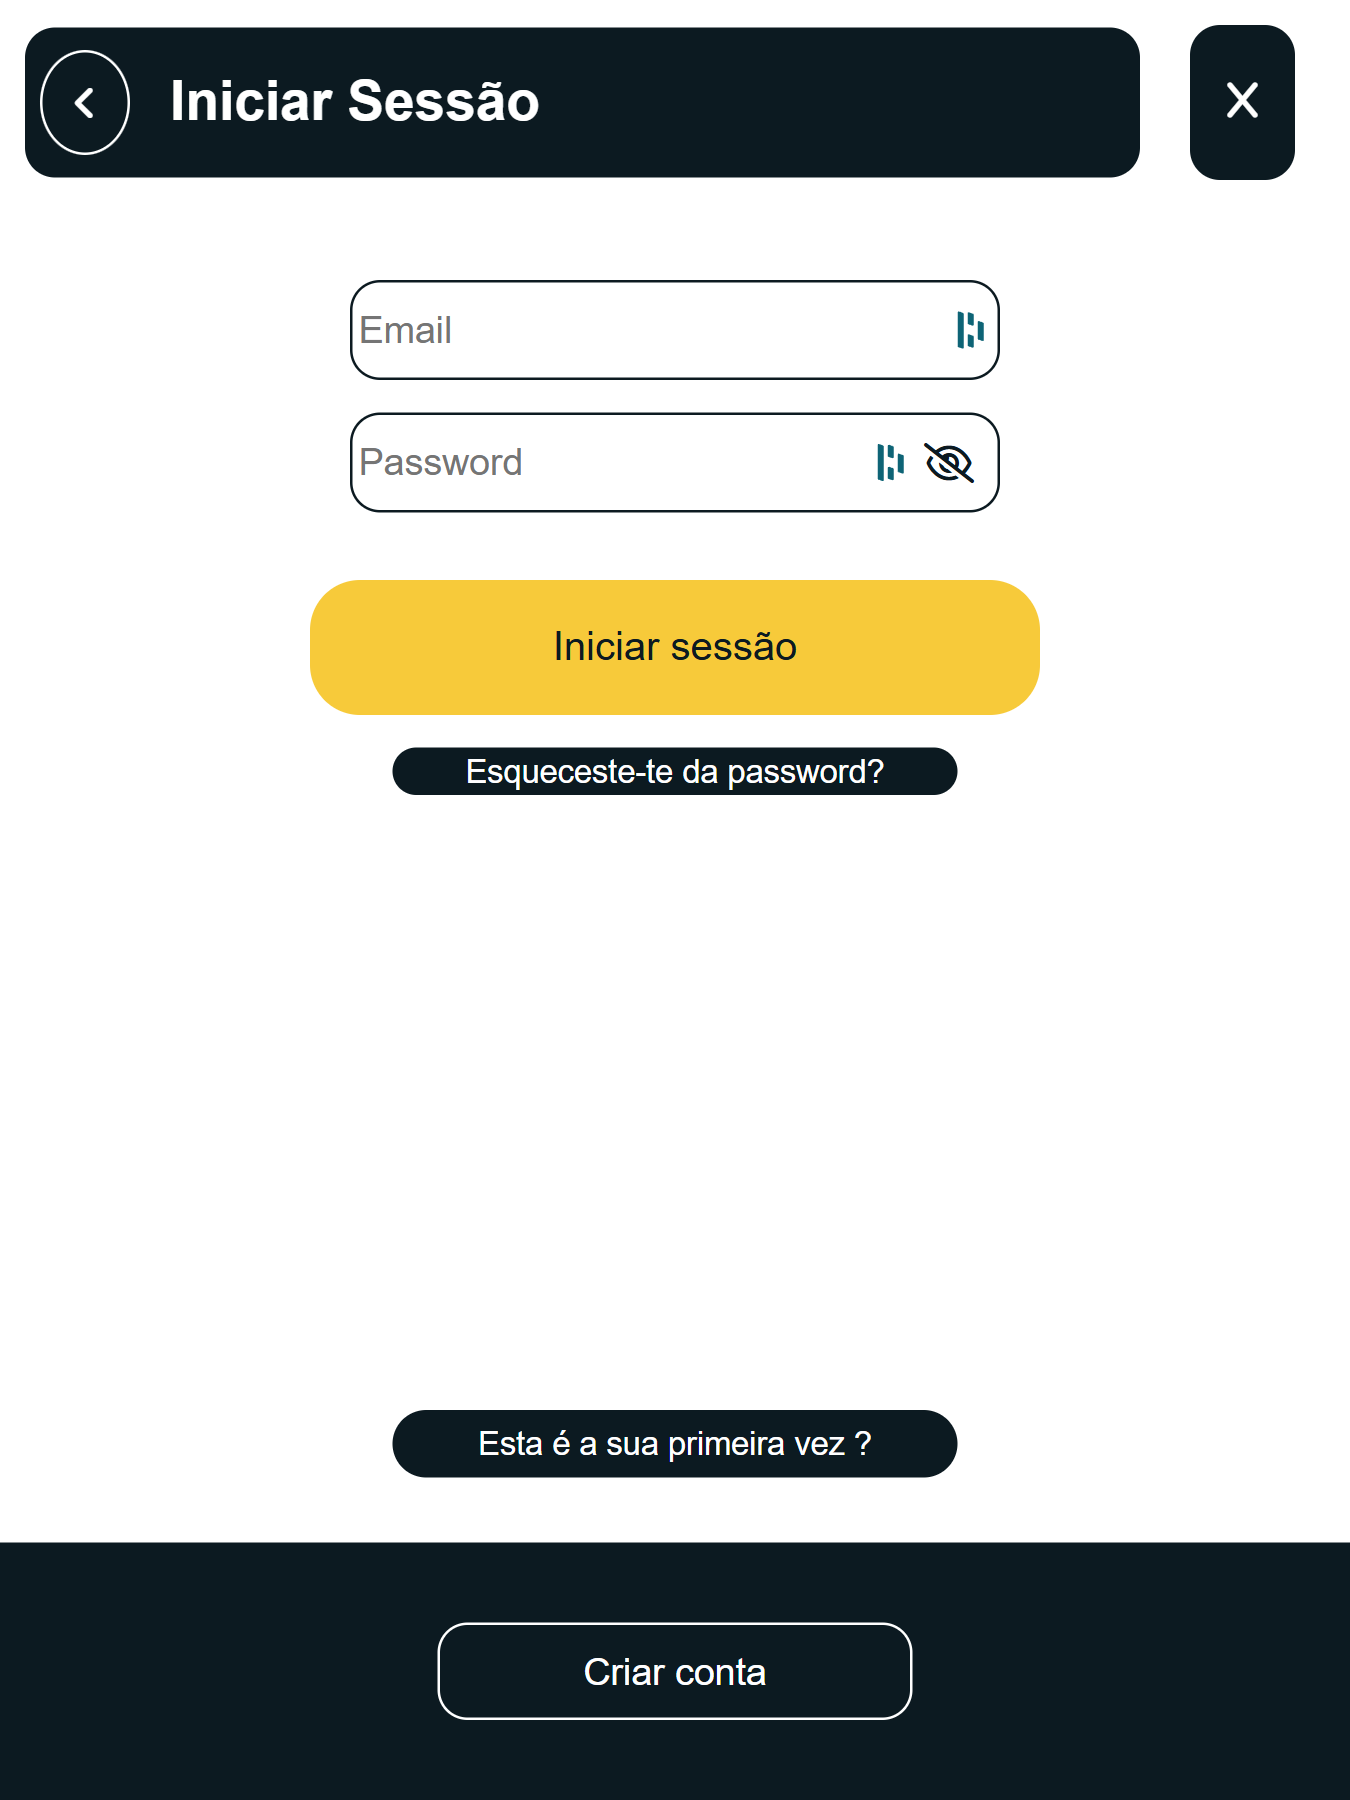 Iniciar Sessão
Email
Password
Iniciar sessão
Esqueceste-te da password?
Esta é a sua primeira vez ?
Criar conta